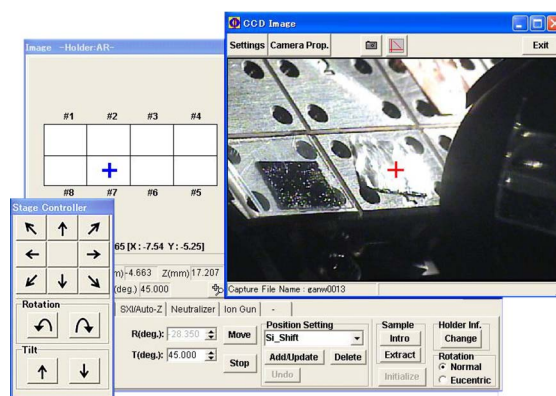 CCD Image
Settings Camera Prop. Exit
Image -Holder:AR-
#1 #2 #3 #4
#8 #7 #6 #5
Stage Controller
65 [X : -7.54 Y : -5.25]
m)-4.663 Z(mm) 17.207
(deg.) 45.000
Capture File Name : ganw0013
Rotation
Tilt
SXI/Auto-Z Neutralizer Ion Gun -
R(deg.): -28.350 Move
T(deg.): 45.000 Stop
Position Setting
Si_Shift
Add/Update Delete
Undo
Sample
Intro
Extract
Initialize
Holder Inf.
Change
Rotation
Normal
Eucentric